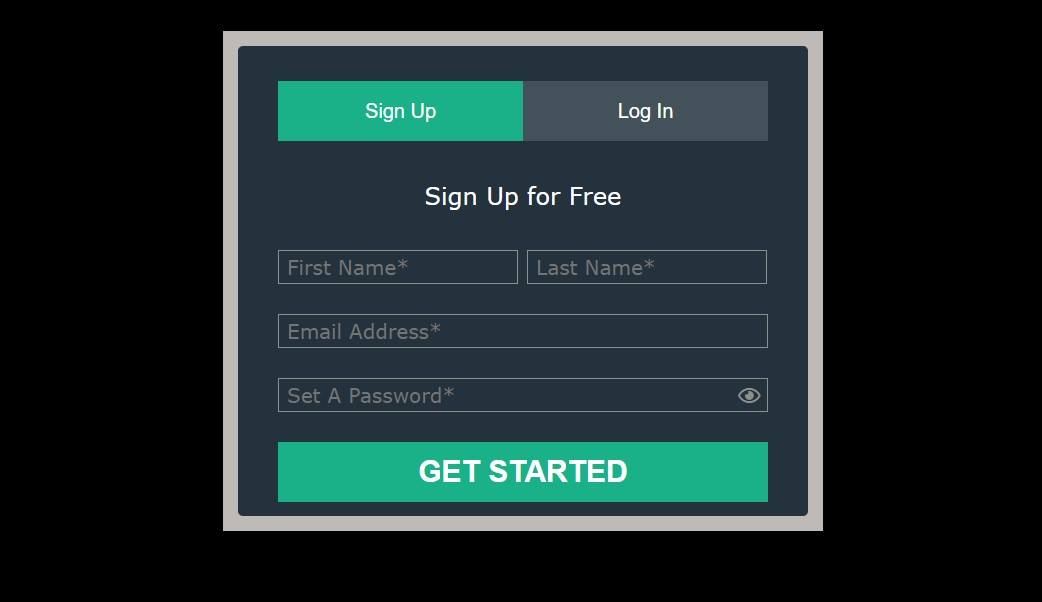 Sign Up Log In
Sign Up for Free
First Name* Last Name*
Email Address*
Set A Password*
GET STARTED